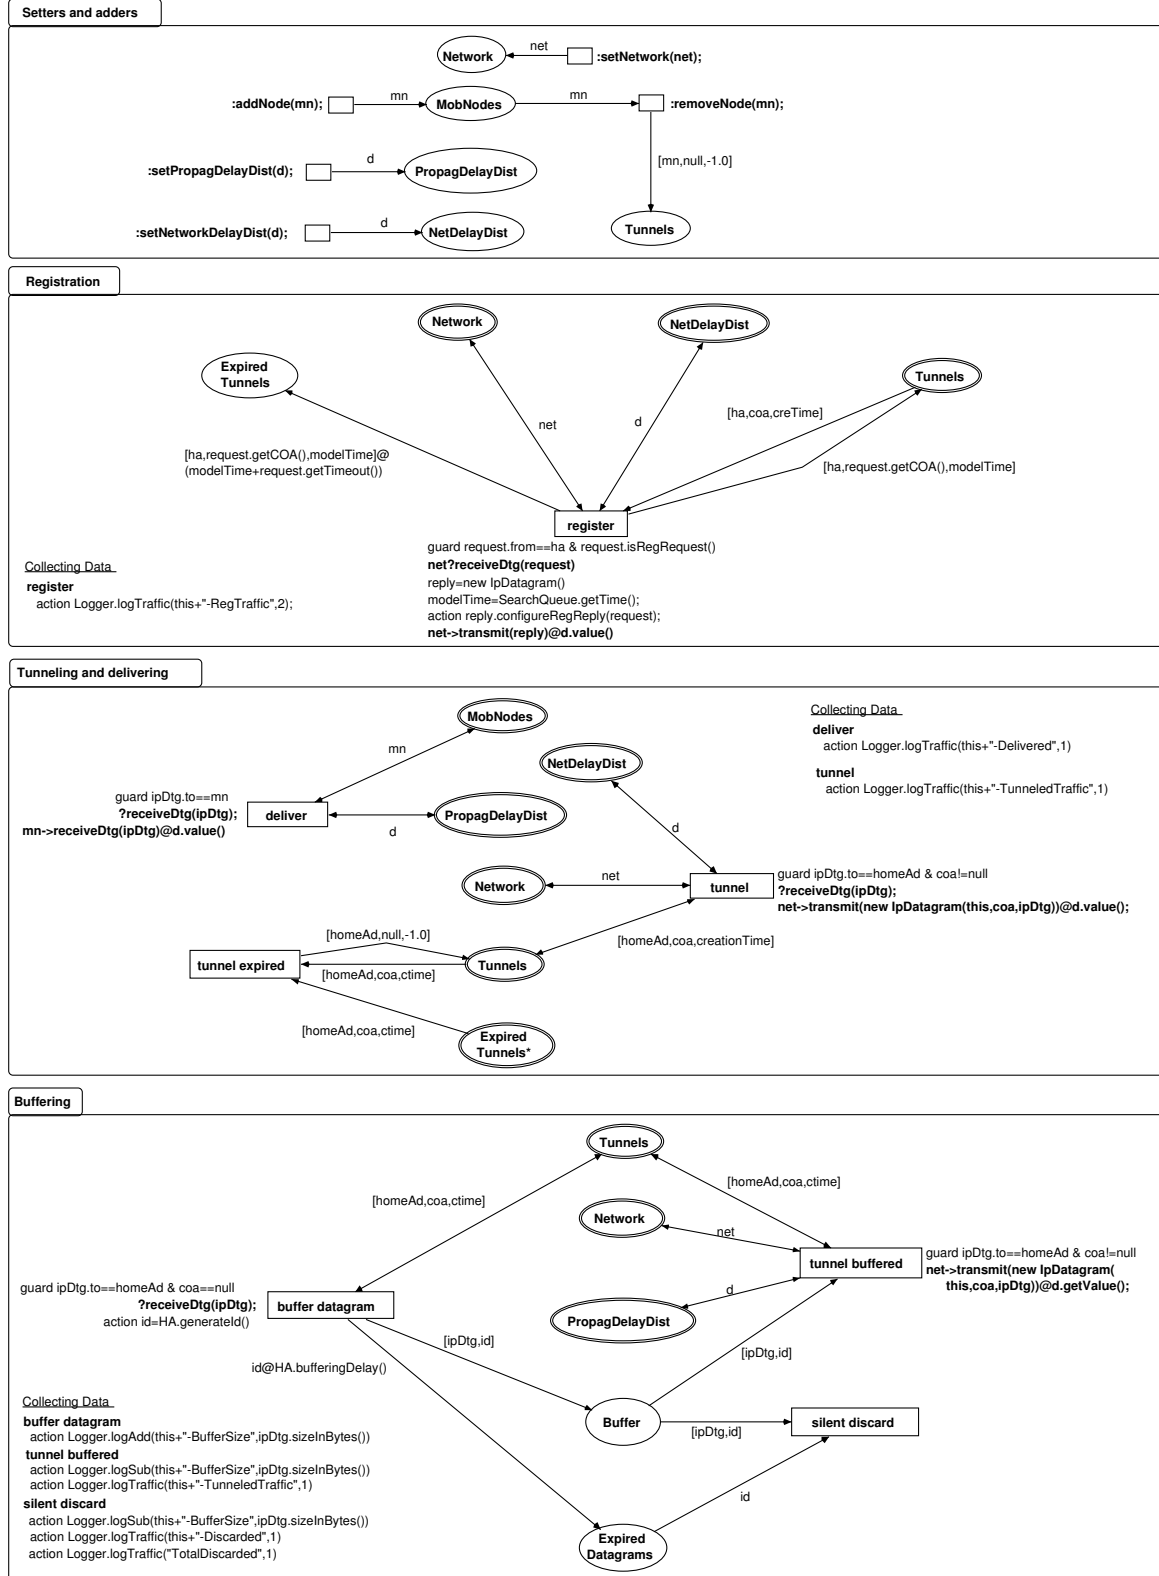 Setters and adders
Network
net
:setNetwork(net);
:addNode(mn);
mn
MobNodes
mn
:removeNode(mn);
[mn,null,-1.0]
:setPropagDelayDist(d);
d
PropagDelayDist
:setNetworkDelayDist(d);
d
NetDelayDist
Tunnels
Registration
Network
NetDelayDist
Expired
Tunnels
Tunnels
[ha,coa,creTime]
net
d
[ha,request.getCOA(),modelTime]@
(modelTime+request.getTimeout())
[ha,request.getCOA(),modelTime]
register
guard request.from==ha & request.isRegRequest()
net?receiveDtg(request)
reply=new IpDatagram()
modelTime=SearchQueue.getTime();
action reply.configureRegReply(request);
net->transmit(reply)@d.value()
Collecting Data
register
action Logger.logTraffic(this+"-RegTraffic",2);
Tunneling and delivering
MobNodes
mn
NetDelayDist
Collecting Data
deliver
action Logger.logTraffic(this+"-Delivered",1)
tunnel
action Logger.logTraffic(this+"-TunneledTraffic",1)
guard ipDtg.to==mn
?receiveDtg(ipDtg);
mn->receiveDtg(ipDtg)@d.value()
deliver
d
PropagDelayDist
d
Network
net
tunnel
guard ipDtg.to==homeAd & coa!=null
?receiveDtg(ipDtg);
net->transmit(new IpDatagram(this,coa,ipDtg))@d.value();
[homeAd,null,-1.0]
[homeAd,coa,creationTime]
tunnel expired
Tunnels
[homeAd,coa,ctime]
[homeAd,coa,ctime]
Expired
Tunnels*
Buffering
Tunnels
[homeAd,coa,ctime]
[homeAd,coa,ctime]
Network
net
tunnel buffered
guard ipDtg.to==homeAd & coa!=null
net->transmit(new IpDatagram(
this,coa,ipDtg))@d.getValue();
guard ipDtg.to==homeAd & coa==null
?receiveDtg(ipDtg);
action id=HA.generateId()
buffer datagram
d
PropagDelayDist
[ipDtg,id]
[ipDtg,id]
id@HA.bufferingDelay()
Buffer
[ipDtg,id]
silent discard
id
Expired
Datagrams
Collecting Data
buffer datagram
action Logger.logAdd(this+"-BufferSize",ipDtg.sizeInBytes())
tunnel buffered
action Logger.logSub(this+"-BufferSize",ipDtg.sizeInBytes())
action Logger.logTraffic(this+"-TunneledTraffic",1)
silent discard
action Logger.logSub(this+"-BufferSize",ipDtg.sizeInBytes())
action Logger.logTraffic(this+"-Discarded",1)
action Logger.logTraffic("TotalDiscarded",1)